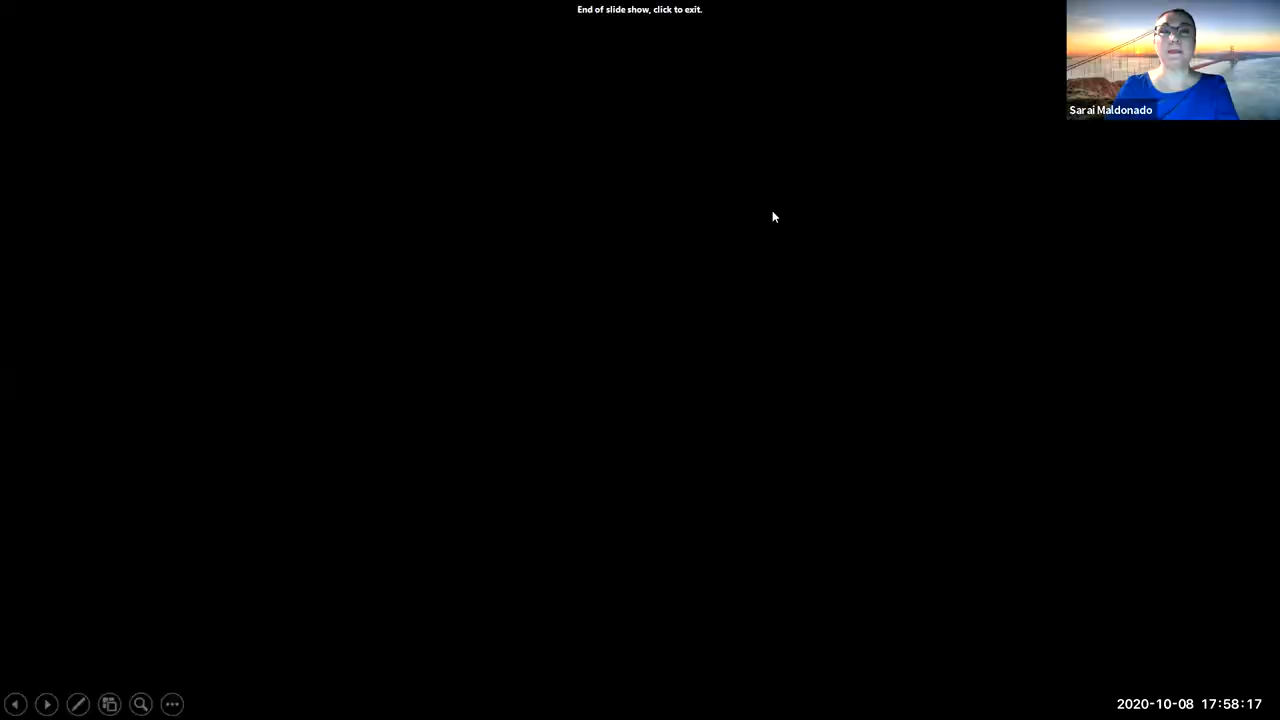 End of slide show, click to exit.
Sarai Maldonado
2020-10-08 17:58:17